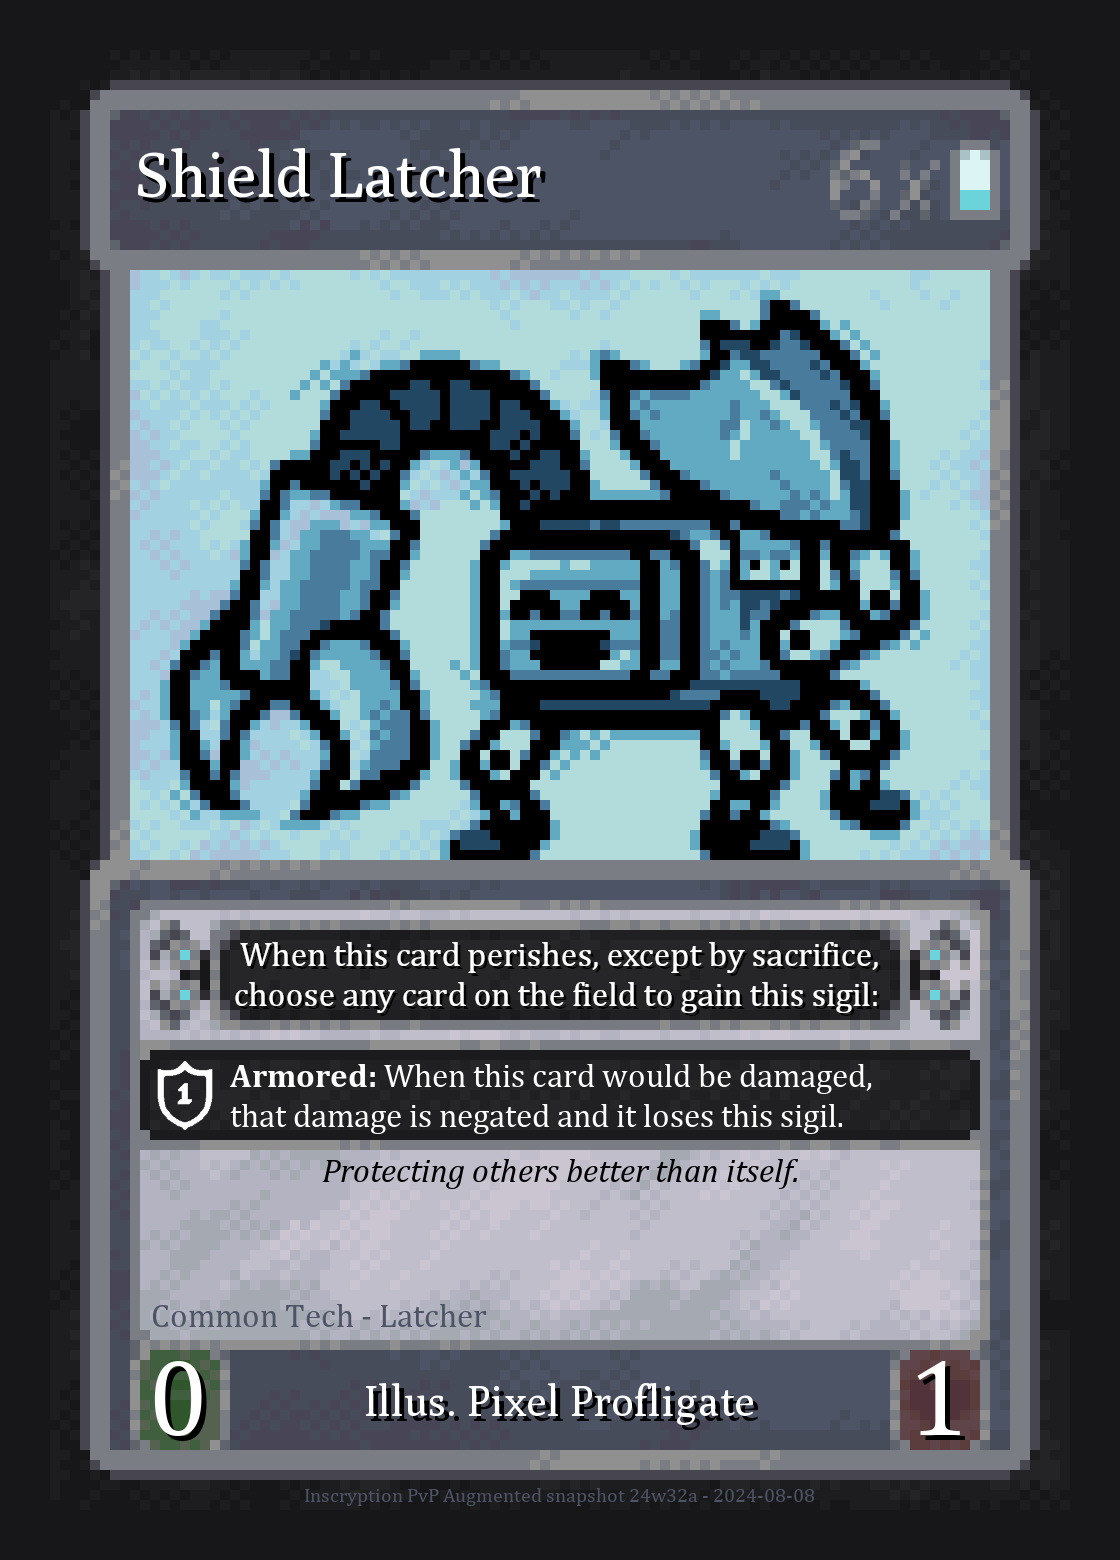 Shield Latcher
6x
When this card perishes, except by sacrifice,
choose any card on the field to gain this sigil:
1
Armored: When this card would be damaged,
that damage is negated and it loses this sigil.
Protecting others better than itself.
Common Tech - Latcher
0
Illus. Pixel Profligate
1
Inscryption PvP Augmented snapshot 24w32a - 2024-08-08